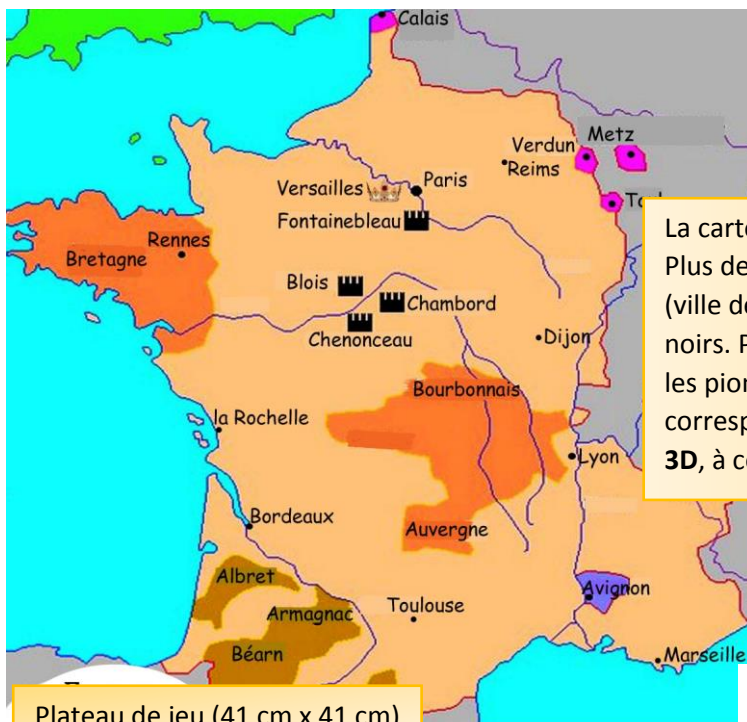 Calais
Metz
Verdun
Reims
Versailles
Paris
Fontainebleau
Rennes
Bretagne
Blois
Chambord
Chenonceau
Dijon
Bourbonnais
la Rochelle
Lyon
Bordeaux
Auvergne
Albret
Avignon
Armagnac
Toulouse
Béarn
Marseille
La carte
Plus de
(ville de
noirs. P
les pion
corresp
3D, à c
Plateau de jeu (41 cm x 41 cm)